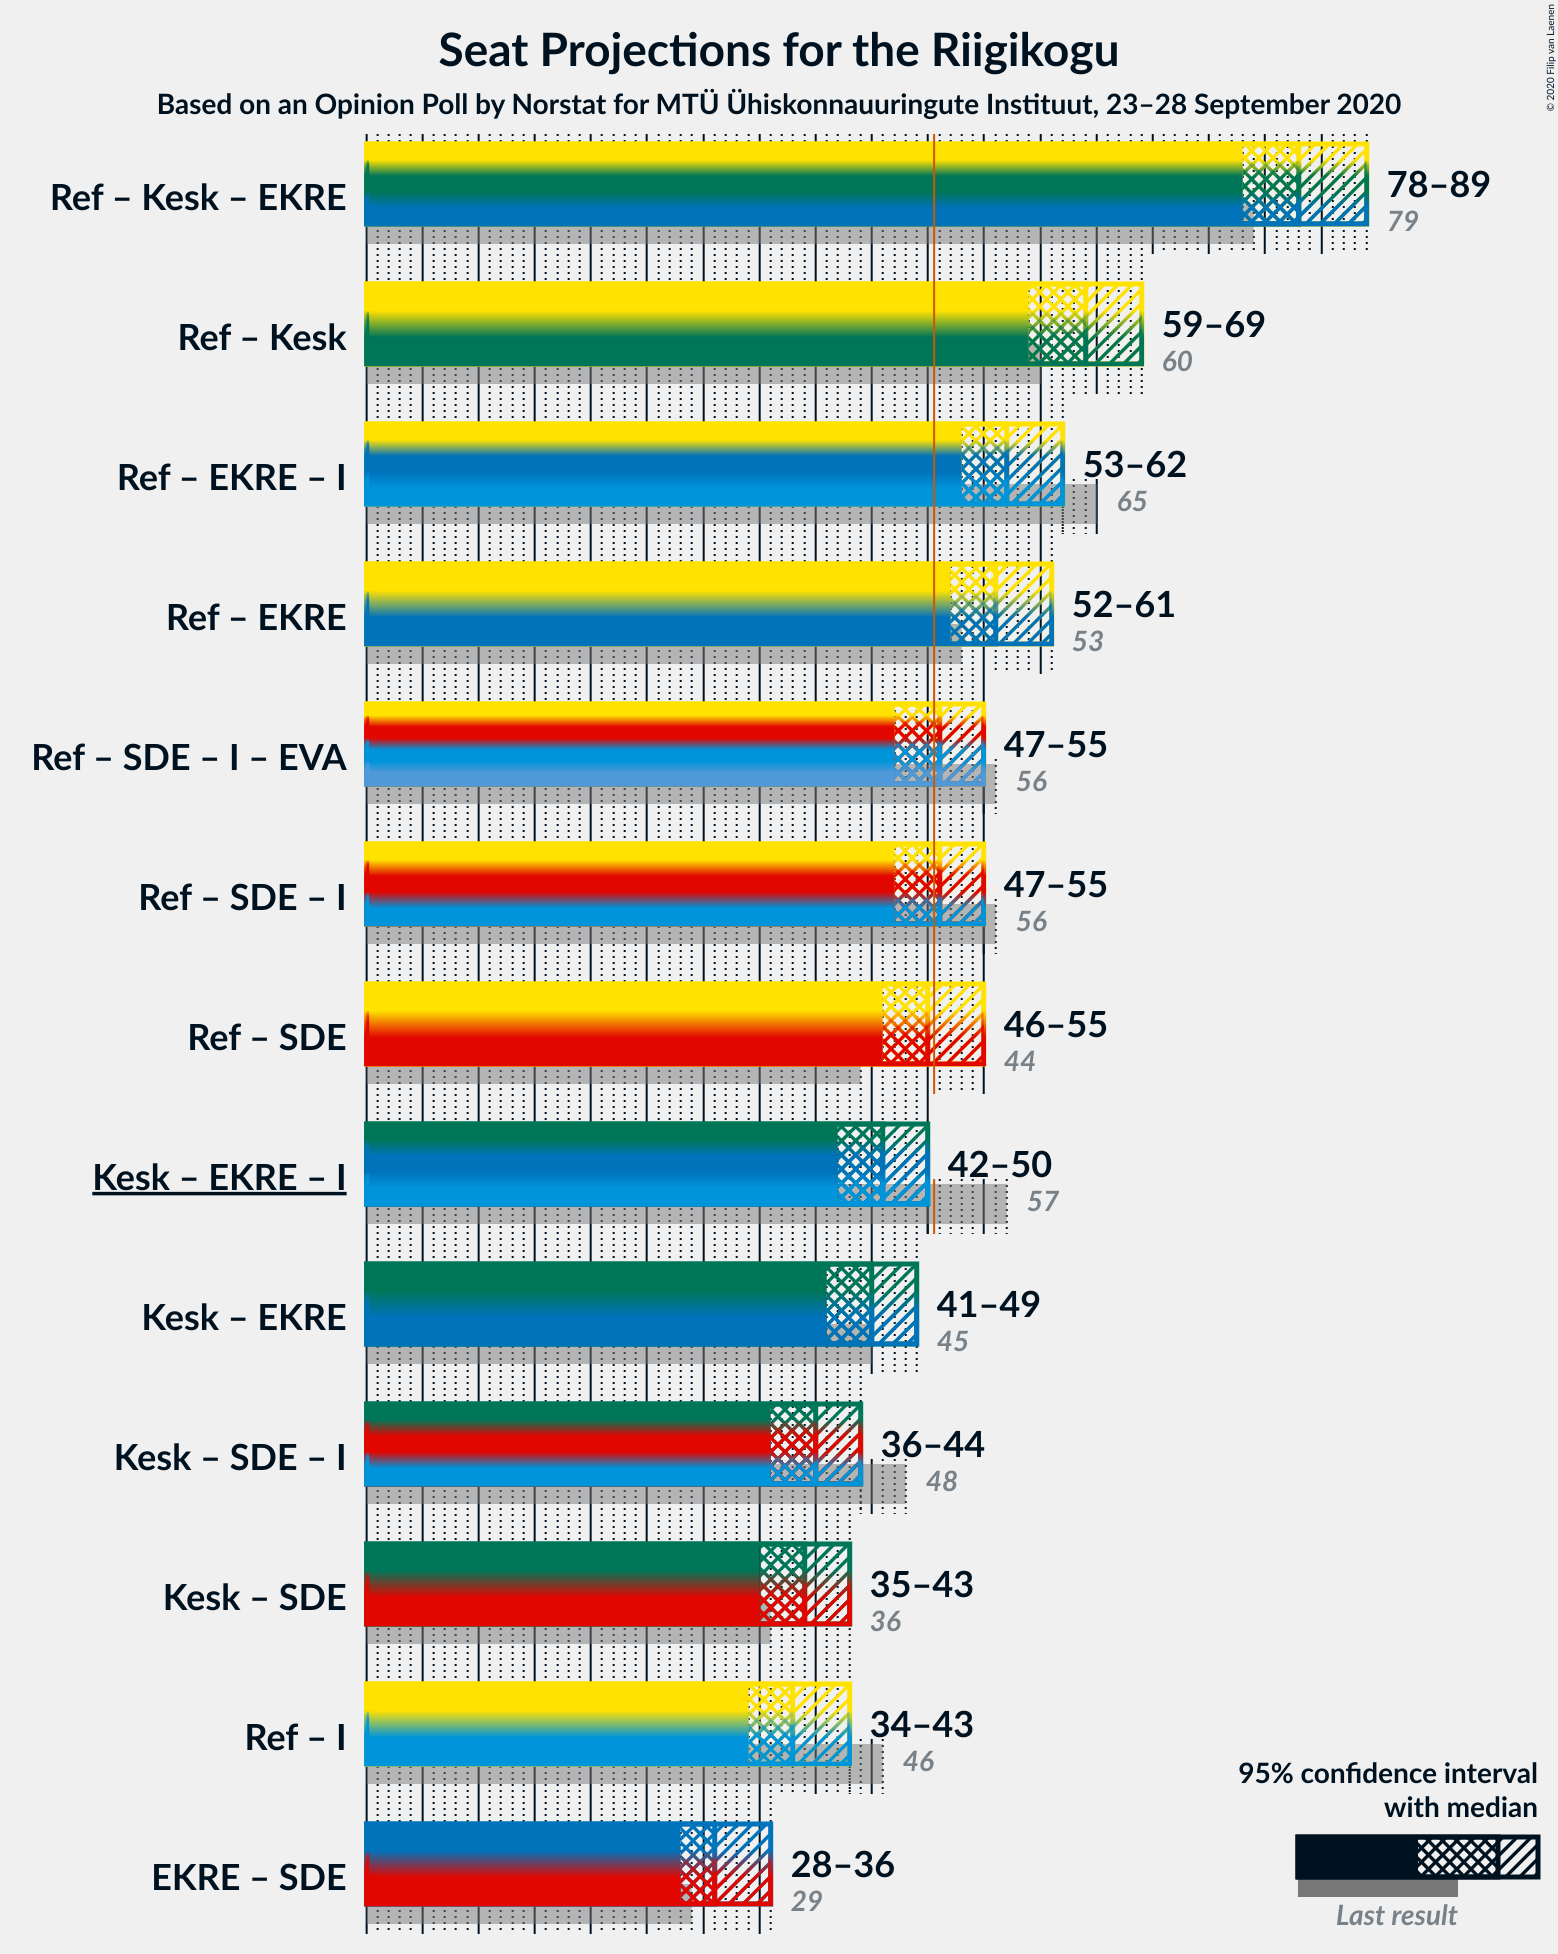 Seat Projections for the Riigikogu
Based on an Opinion Poll by Norstat for MTÜ Ühiskonnauuringute Instituut, 23–28 September 2020
© 2020 Filip van Laenen
Ref – Kesk – EKRE
78–89
79
Ref – Kesk
59–69
60
Ref – EKRE – I
53–62
65
Ref – EKRE
52–61
53
Ref – SDE – I – EVA
47–55
56
Ref – SDE – I
47–55
56
Ref – SDE
46–55
44
Kesk – EKRE – I
42–50
57
Kesk – EKRE
41–49
45
Kesk – SDE – I
36–44
48
Kesk – SDE
35–43
36
Ref – I
34–43
46
EKRE – SDE
28–36
29
95% confidence interval
with median
Last result